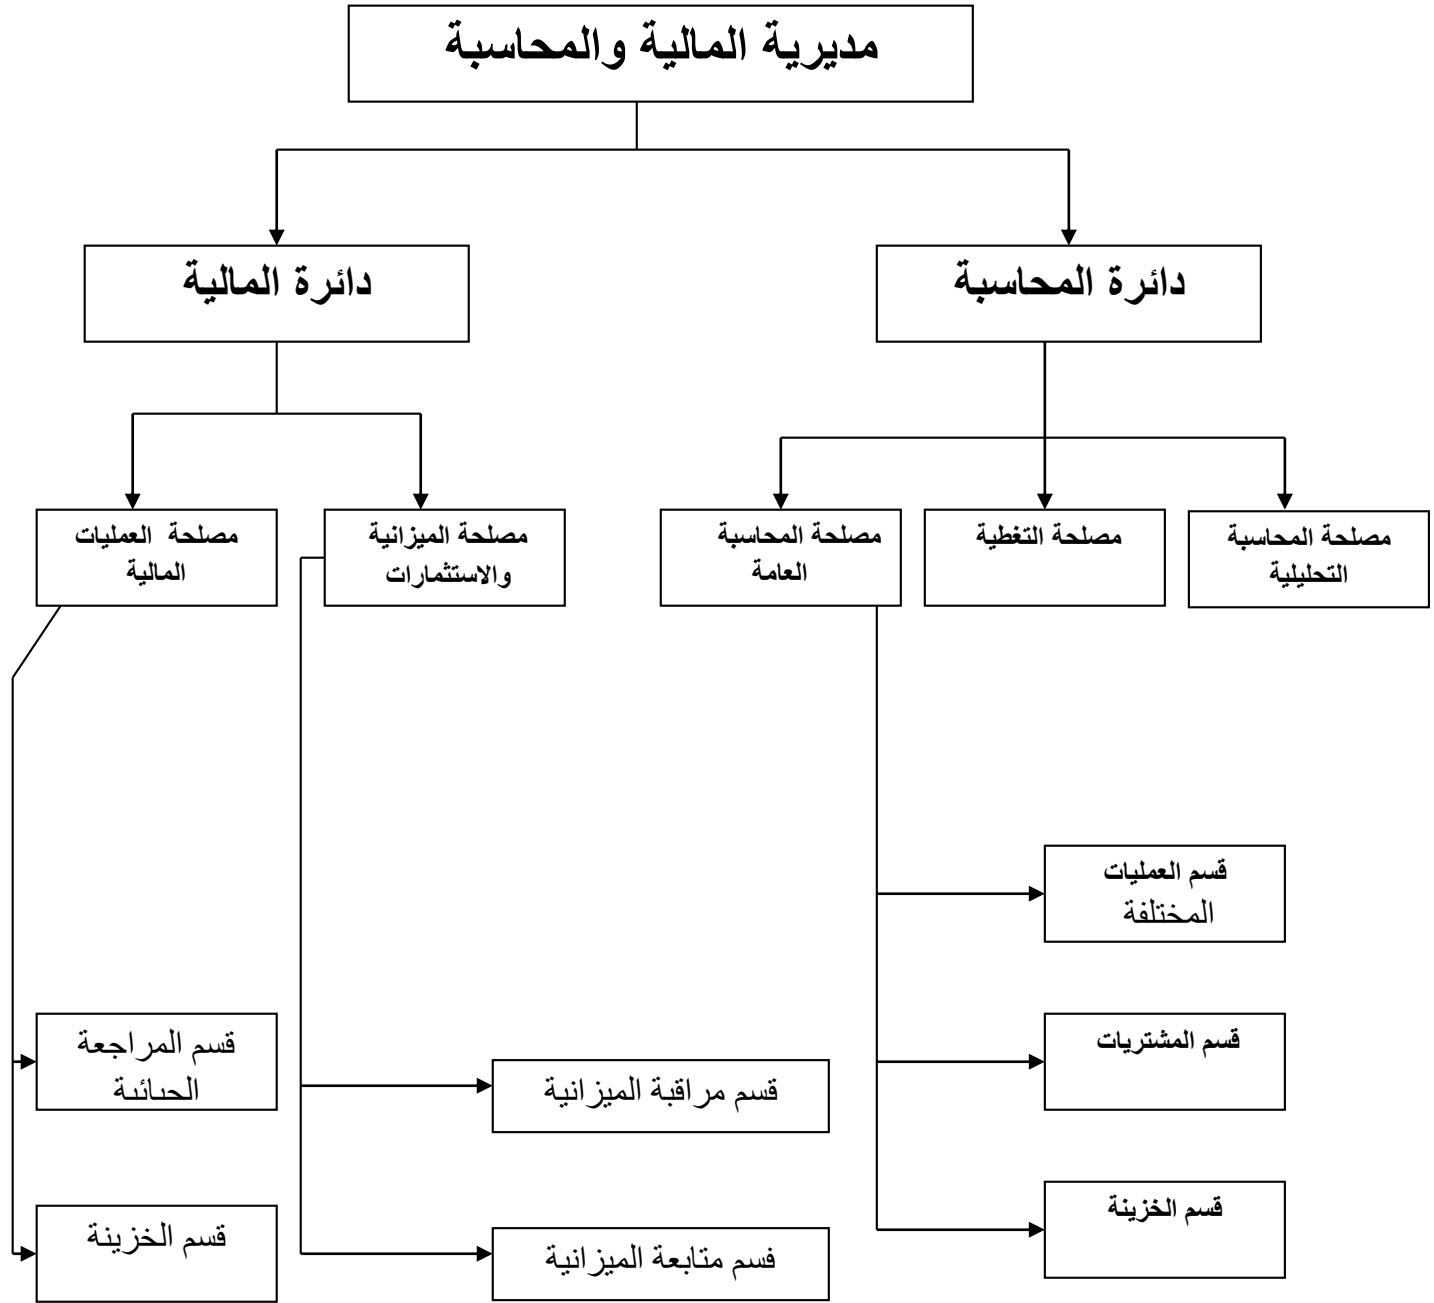 مديرية المالية والمحاسبة
دائرة المحاسبة
دائرة المالية
مصلحة المحاسبة
التحليلية
مصلحة التغطية
مصلحة المحاسبة
العامة
مصلحة الميزانية
والاستثمارات
مصلحة العمليات
المالية
قسم العمليات
المختلفة
قسم المشتريات
قسم الخزينة
قسم مراقبة الميزانية
فسم متابعة الميزانية
قسم المراجعة
قسم الخزينة